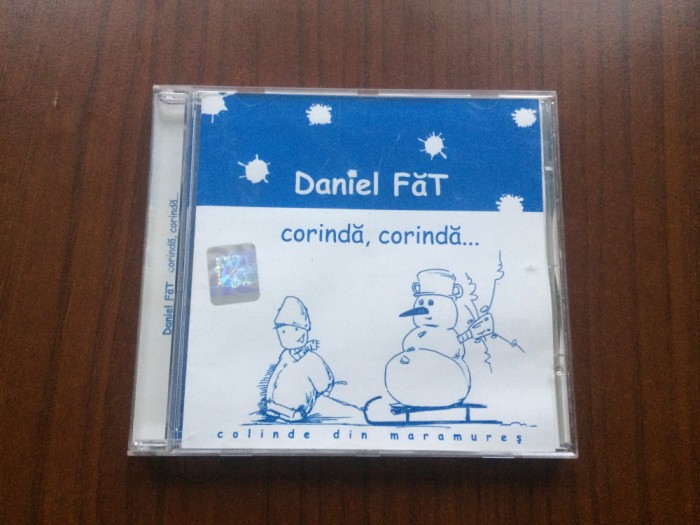 Daniel FăT
corindă, corindă...
colinde din maramureş
Daniel FăT corindă, corindă...